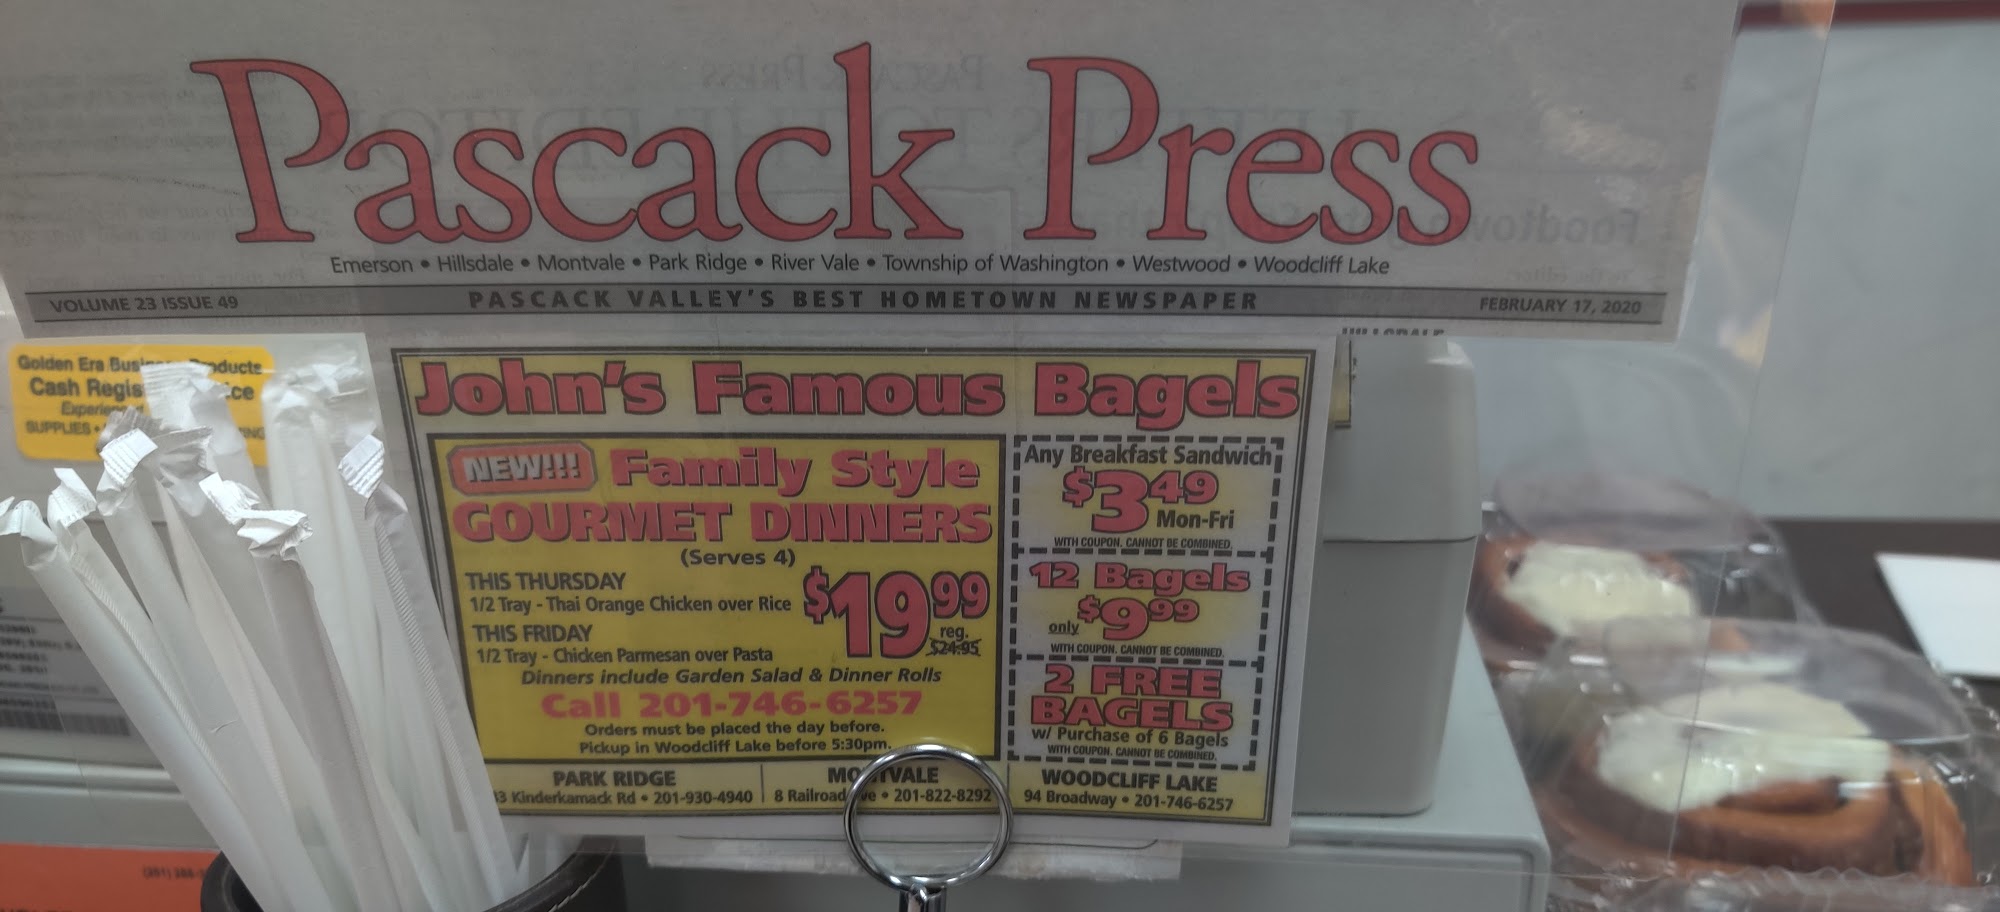 Pascack Press
Emerson • Hillsdale • Montvale • Park Ridge • River Vale • Township of Washington • Westwood • Woodcliff Lake
VOLUME 23 ISSUE 49
PASCACK VALLEY'S BEST HOMETOWN NEWSPAPER
FEBRUARY 17, 2020
Golden Era
Cash
SUPPLIES •
John's Famous Bagels
NEW!!! Family Style
GOURMET DINNERS
(Serves 4)
THIS THURSDAY
1/2 Tray - Thai Orange Chicken over Rice
THIS FRIDAY
1/2 Tray - Chicken Parmesan over Pasta
$19.99
reg.
$24.95
Dinners include Garden Salad & Dinner Rolls
Call 201-746-6257
Orders must be placed the day before.
Pickup in Woodcliff Lake before 5:30pm.
Any Breakfast Sandwich
$3.49
Mon-Fri
WITH COUPON. CANNOT BE COMBINED.
12 Bagels
only $9.99
WITH COUPON. CANNOT BE COMBINED.
2 FREE
BAGELS
w/ Purchase of 6 Bagels
WITH COUPON. CANNOT BE COMBINED.
PARK RIDGE
Kinderkamack Rd • 201-930-4940
MONTVALE
8 Railroad • 201-822-8292
WOODCLIFF LAKE
94 Broadway • 201-746-6257